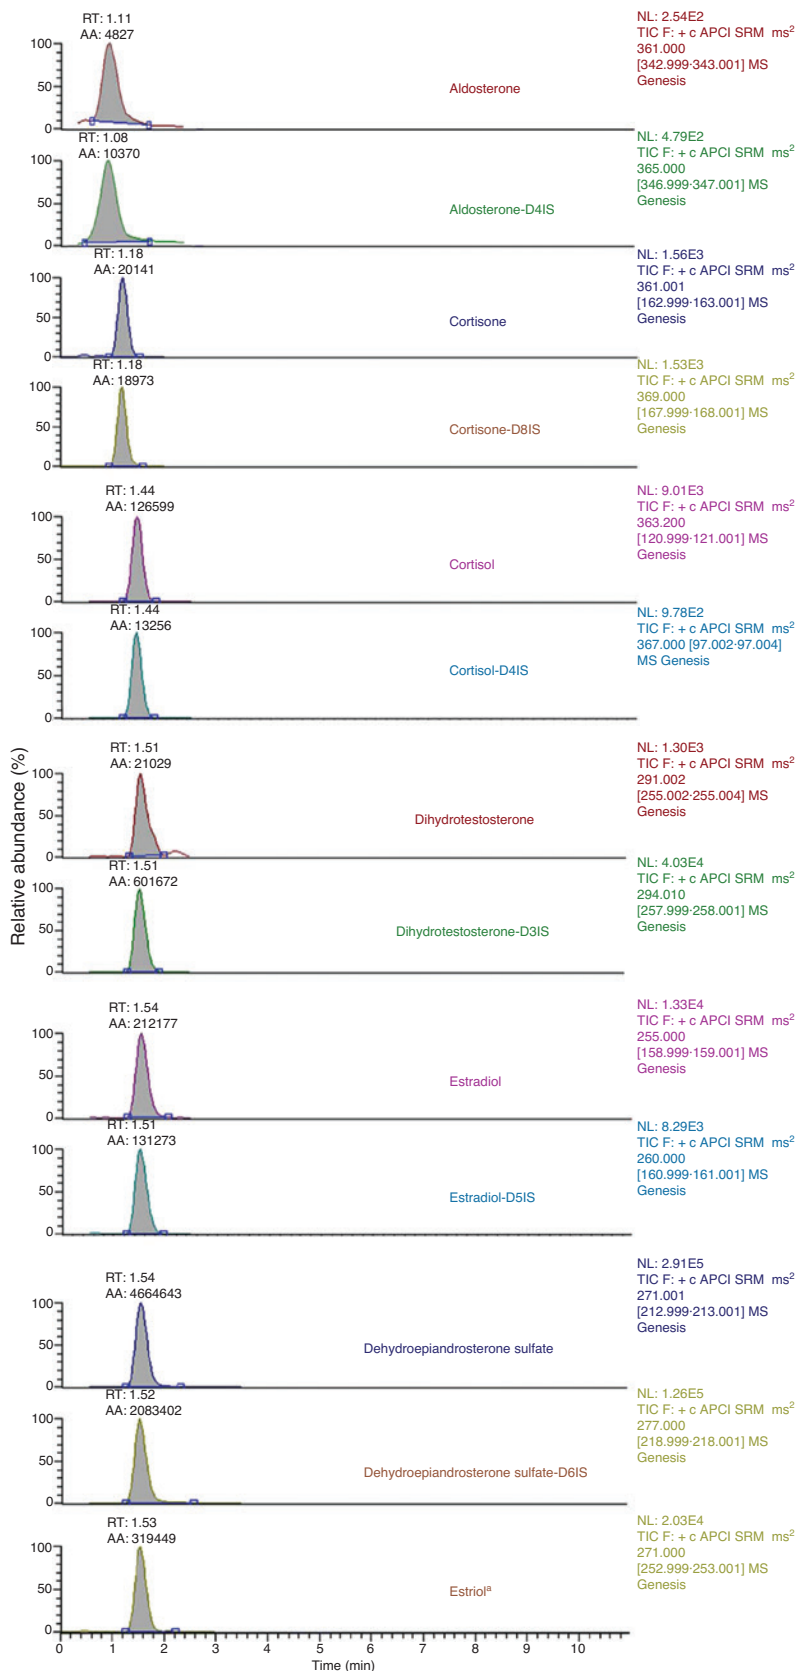 RT: 1.11
AA: 4827
100
50
0
Aldosterone
NL: 2.54E2
TIC F: + c APCI SRM ms²
361.000
[342.999-343.001] MS
Genesis
RT: 1.08
AA: 10370
100
50
0
Aldosterone-D4IS
NL: 4.79E2
TIC F: + c APCI SRM ms²
365.000
[346.999-347.001] MS
Genesis
RT: 1.18
AA: 20141
100
50
0
Cortisone
NL: 1.56E3
TIC F: + c APCI SRM ms²
361.001
[162.999-163.001] MS
Genesis
RT: 1.18
AA: 18973
100
50
0
Cortisone-D8IS
NL: 1.53E3
TIC F: + c APCI SRM ms²
369.000
[167.999-168.001] MS
Genesis
RT: 1.44
AA: 126599
100
50
0
Cortisol
NL: 9.01E3
TIC F: + c APCI SRM ms²
363.200
[120.999-121.001] MS
Genesis
RT: 1.44
AA: 13256
100
50
0
Cortisol-D4IS
NL: 9.78E2
TIC F: + c APCI SRM ms²
367.000 [97.002-97.004]
MS Genesis
Relative abundance (%)
RT: 1.51
AA: 21029
100
50
0
Dihydrotestosterone
NL: 1.30E3
TIC F: + c APCI SRM ms²
291.002
[255.002-255.004] MS
Genesis
RT: 1.51
AA: 601672
100
50
0
Dihydrotestosterone-D3IS
NL: 4.03E4
TIC F: + c APCI SRM ms²
294.010
[257.999-258.001] MS
Genesis
RT: 1.54
AA: 212177
100
50
0
Estradiol
NL: 1.33E4
TIC F: + c APCI SRM ms²
255.000
[158.999-159.001] MS
Genesis
RT: 1.51
AA: 131273
100
50
0
Estradiol-D5IS
NL: 8.29E3
TIC F: + c APCI SRM ms²
260.000
[160.999-161.001] MS
Genesis
RT: 1.54
AA: 4664643
100
50
0
Dehydroepiandrosterone sulfate
NL: 2.91E5
TIC F: + c APCI SRM ms²
271.001
[212.999-213.001] MS
Genesis
RT: 1.52
AA: 2083402
100
50
0
Dehydroepiandrosterone sulfate-D6IS
NL: 1.26E5
TIC F: + c APCI SRM ms²
277.000
[218.999-218.001] MS
Genesis
RT: 1.53
AA: 319449
100
50
0
Estriolª
NL: 2.03E4
TIC F: + c APCI SRM ms²
271.000
[252.999-253.001] MS
Genesis
0 1 2 3 4 5 6 7 8 9 10
Time (min)